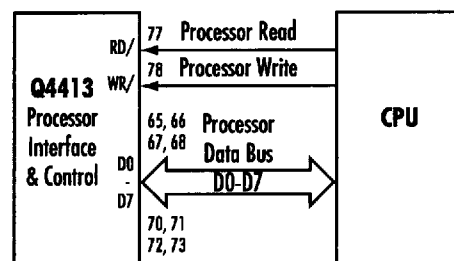 77 Processor Read
RD/
78 Processor Write
WR/
Q4413
Processor
Interface
& Control
CPU
65, 66 Processor
67, 68 Data Bus
D0
-
D7
D0-D7
70, 71
72, 73